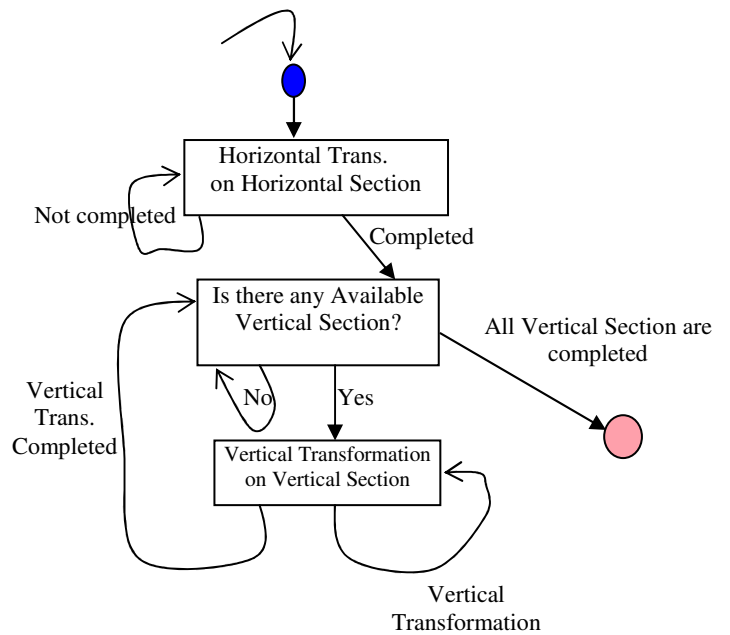 Horizontal Trans.
on Horizontal Section
Not completed
Completed
Is there any Available
Vertical Section?
All Vertical Section are
completed
No
Yes
Vertical
Trans.
Completed
Vertical Transformation
on Vertical Section
Vertical
Transformation